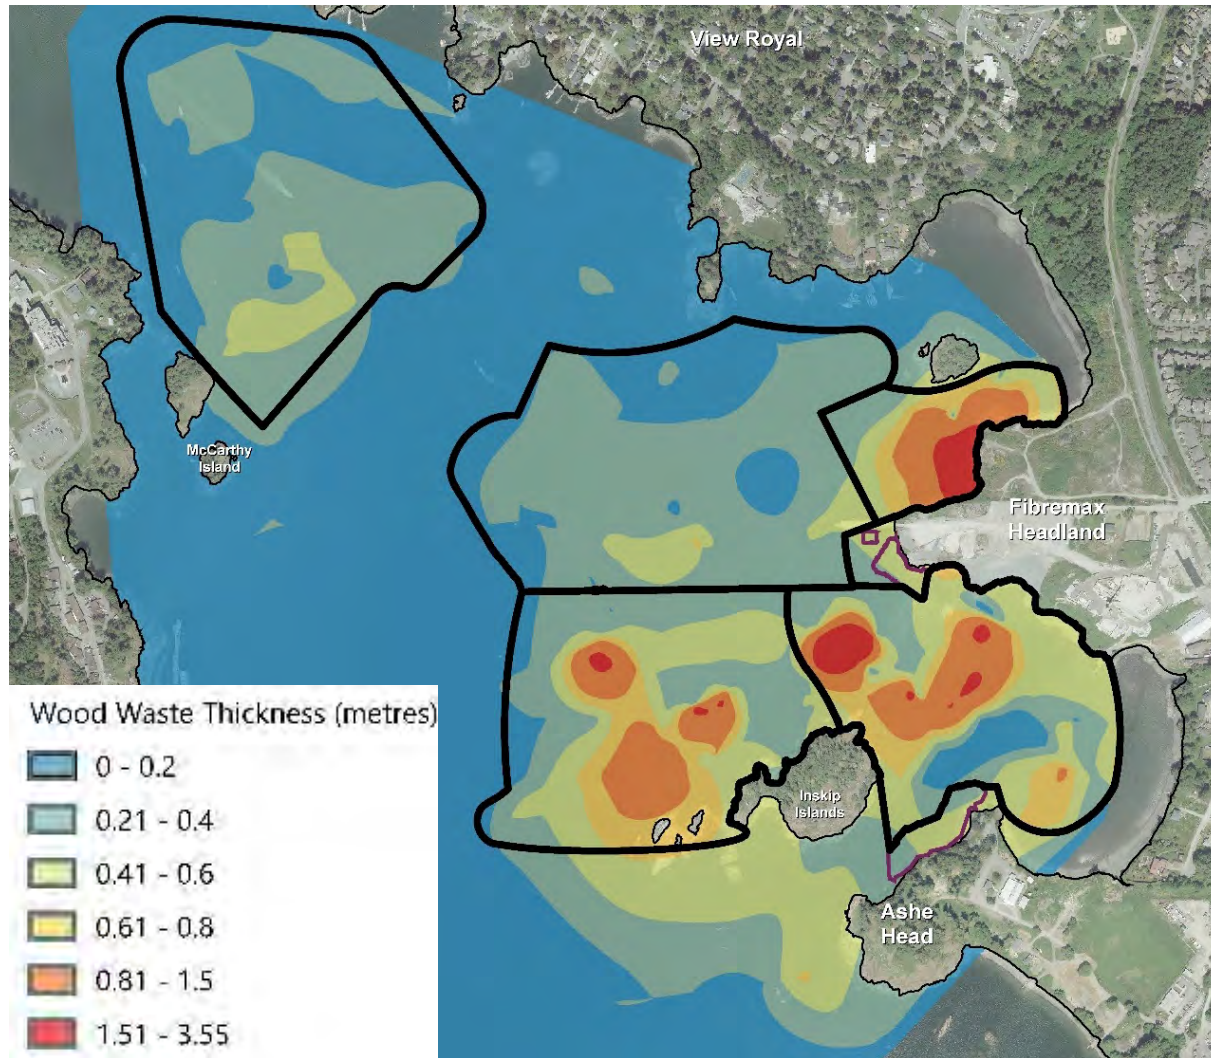 View Royal
McCarthy
Island
Fibremax
Headland
Inskip
Islands
Ashe
Head
Wood Waste Thickness (metres)
0 - 0.2
0.21 - 0.4
0.41 - 0.6
0.61 - 0.8
0.81 - 1.5
1.51 - 3.55